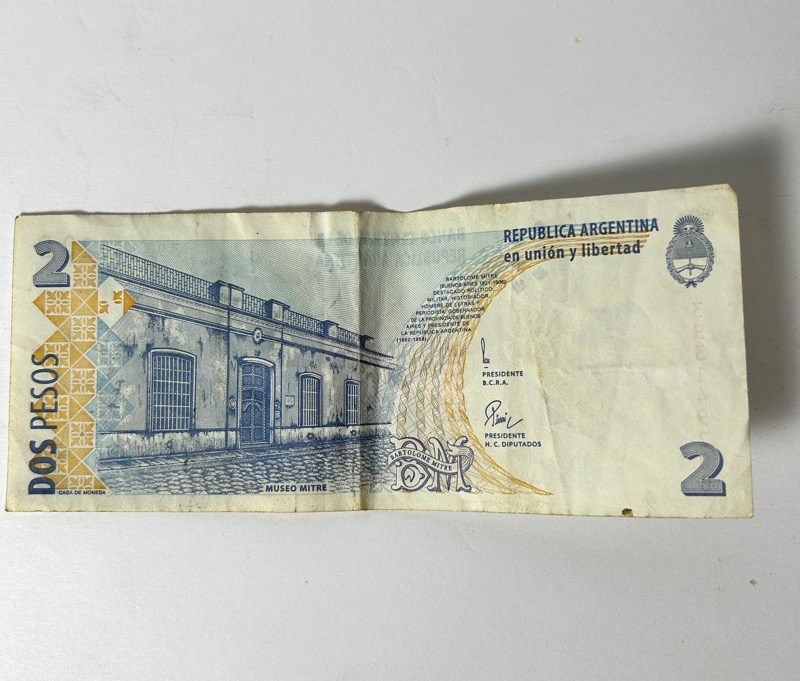 2
DOS PESOS
CASA DE MONEDA
MUSEO MITRE
REPUBLICA ARGENTINA
en unión y libertad
BARTOLOME MITRE
(BUENOS AIRES 1821-1906)
DESTACADO POLITICO,
MILITAR, HISTORIADOR,
HOMBRE DE LETRAS Y
PERIODISTA. GOBERNADOR
DE LA PROVINCIA DE BUENOS
AIRES Y PRESIDENTE DE
LA REPUBLICA ARGENTINA
(1862-1868)
PRESIDENTE
B.C.R.A.
PRESIDENTE
H. C. DIPUTADOS
BARTOLOME MITRE
2